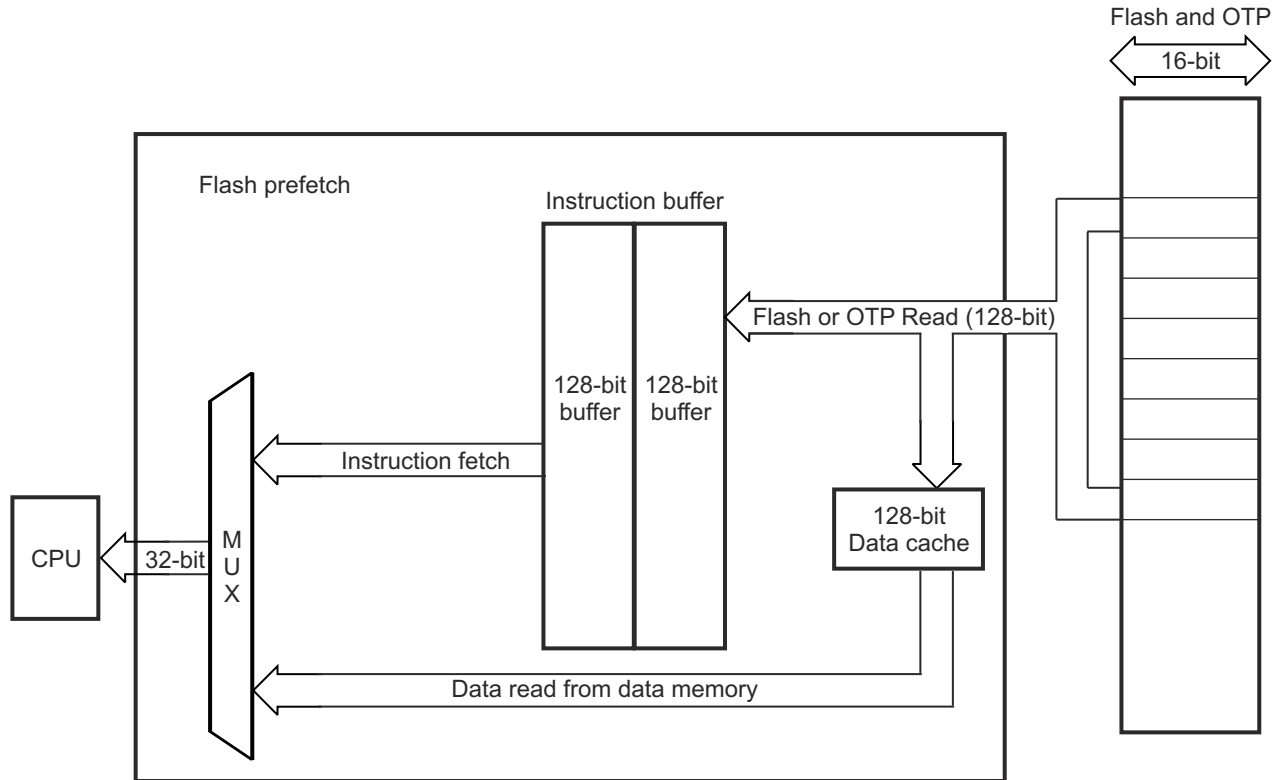 Flash and OTP
16-bit
Flash prefetch
Instruction buffer
Flash or OTP Read (128-bit)
128-bit
buffer
128-bit
buffer
Instruction fetch
128-bit
Data cache
CPU
32-bit
M
U
X
Data read from data memory